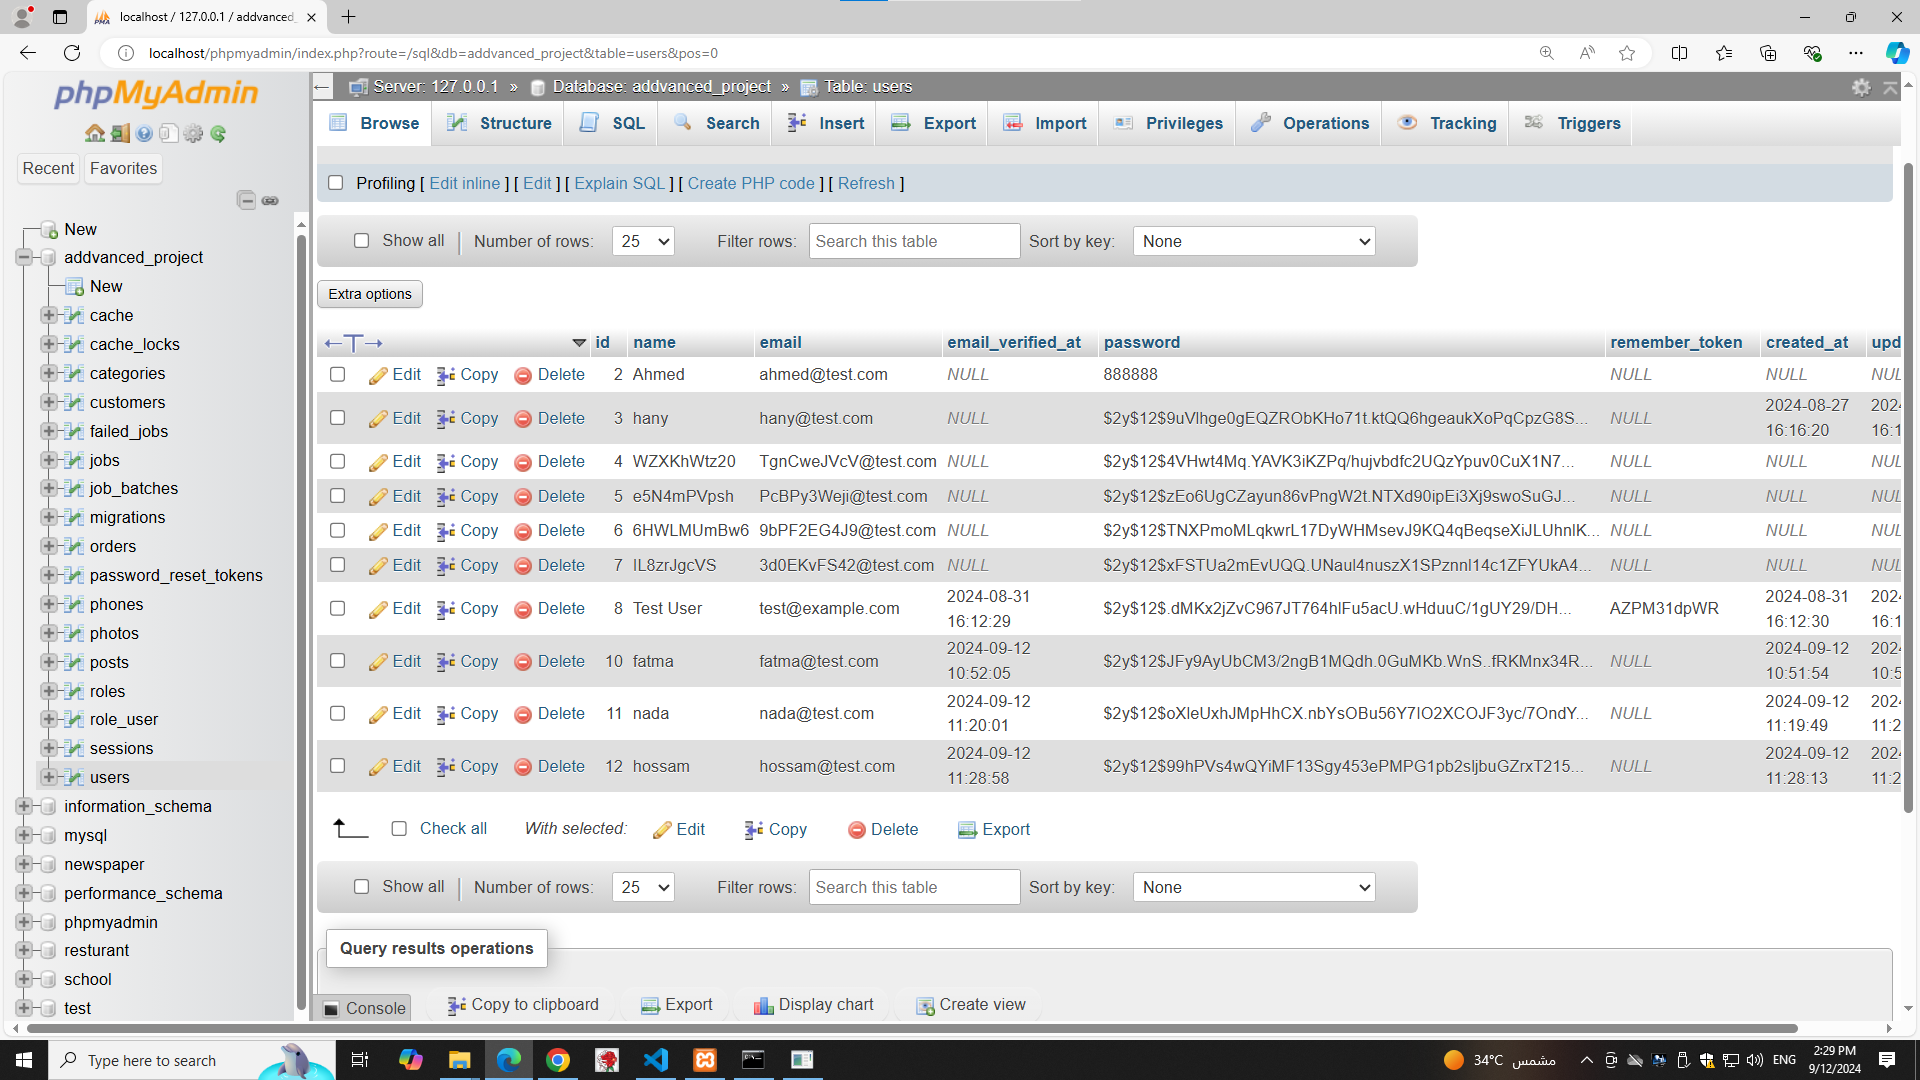 localhost / 127.0.0.1 / addvanced_
localhost/phpmyadmin/index.php?route=/sql&db=addvanced_project&table=users&pos=0
phpMyAdmin
Recent Favorites
New
addvanced_project
New
cache
cache_locks
categories
customers
failed_jobs
jobs
job_batches
migrations
orders
password_reset_tokens
phones
photos
posts
roles
role_user
sessions
users
information_schema
mysql
newspaper
performance_schema
phpmyadmin
resturant
school
test
Server: 127.0.0.1 » Database: addvanced_project » Table: users
Browse Structure SQL Search Insert Export Import Privileges Operations Tracking Triggers
Profiling [ Edit inline ] [ Edit ] [ Explain SQL ] [ Create PHP code ] [ Refresh ]
Show all Number of rows: 25 Filter rows: Search this table Sort by key: None
Extra options
id name email email_verified_at password remember_token created_at upd
Edit Copy Delete 2 Ahmed ahmed@test.com NULL 888888 NULL NULL NUL
Edit Copy Delete 3 hany hany@test.com NULL $2y$12$9uVlhge0gEQZRObKHo71t.ktQQ6hgeaukXoPqCpzG8S... NULL 2024-08-27 16:16:20 2024 16:1
Edit Copy Delete 4 WZXKhWtz20 TgnCweJVcV@test.com NULL $2y$12$4VHwt4Mq.YAVK3iKZPq/hujvbdfc2UQzYpuv0CuX1N7... NULL NULL NUL
Edit Copy Delete 5 e5N4mPVpsh PcBPy3Weji@test.com NULL $2y$12$zEo6UgCZayun86vPngW2t.NTXd90ipEi3Xj9swoSuGJ... NULL NULL NUL
Edit Copy Delete 6 6HWLMUmBw6 9bPF2EG4J9@test.com NULL $2y$12$TNXPmoMLqkwrL17DyWHMsevJ9KQ4qBeqseXiJLUhnlK... NULL NULL NUL
Edit Copy Delete 7 IL8zrJgcVS 3d0EKvFS42@test.com NULL $2y$12$xFSTUa2mEvUQQ.UNaul4nuszX1SPznnl14c1ZFYUkA4... NULL NULL NUL
Edit Copy Delete 8 Test User test@example.com 2024-08-31 16:12:29 $2y$12$.dMKx2jZvC967JT764hlFu5acU.wHduuC/1gUY29/DH... AZPM31dpWR 2024-08-31 16:12:30 2024 16:1
Edit Copy Delete 10 fatma fatma@test.com 2024-09-12 10:52:05 $2y$12$JFy9AyUbCM3/2ngB1MQdh.0GuMKb.WnS..fRKMnx34R... NULL 2024-09-12 10:51:54 2024 10:5
Edit Copy Delete 11 nada nada@test.com 2024-09-12 11:20:01 $2y$12$oXleUxhJMpHhCX.nbYsOBu56Y7IO2XCOJF3yc/7OndY... NULL 2024-09-12 11:19:49 2024 11:2
Edit Copy Delete 12 hossam hossam@test.com 2024-09-12 11:28:58 $2y$12$99hPVs4wQYiMF13Sgy453ePMPG1pb2sljbuGZrxT215... NULL 2024-09-12 11:28:13 2024 11:2
Check all With selected: Edit Copy Delete Export
Show all Number of rows: 25 Filter rows: Search this table Sort by key: None
Query results operations
Console Copy to clipboard Export Display chart Create view
Type here to search
34°C مشمس
ENG
2:29 PM
9/12/2024